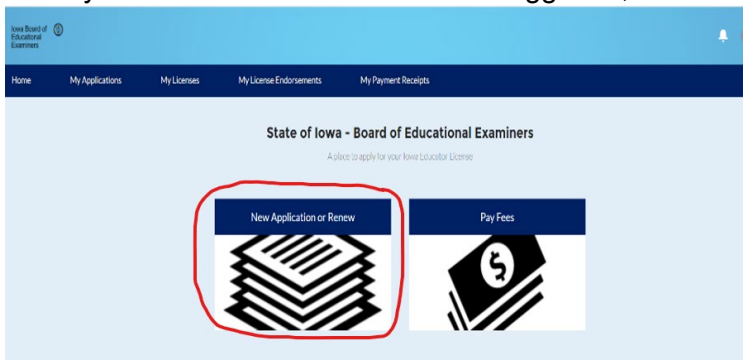 Iowa Board of
Educational
Examiners
Home My Applications My Licenses My License Endorsements My Payment Receipts
State of Iowa - Board of Educational Examiners
A place to apply for your Iowa Educator License
New Application or Renew Pay Fees
$